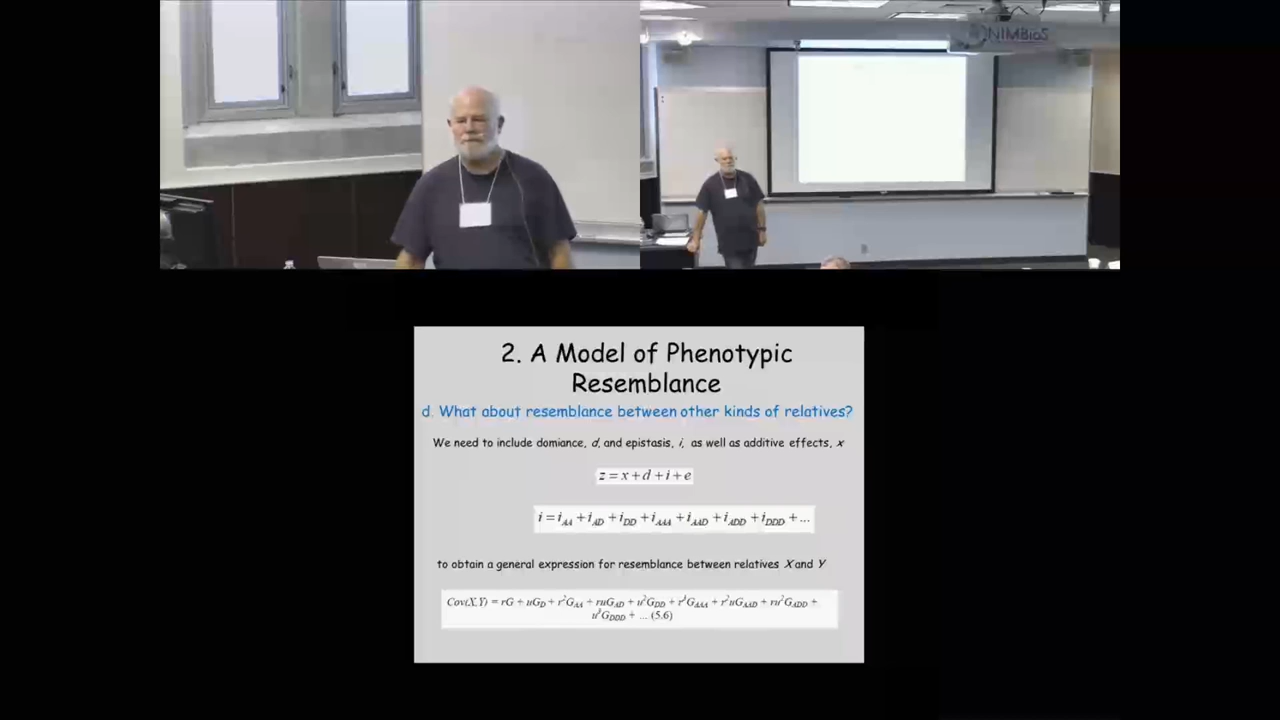 NIMBioS
2. A Model of Phenotypic
Resemblance
d. What about resemblance between other kinds of relatives?
We need to include domiance, d, and epistasis, i, as well as additive effects, x
z = x + d + i + e
i = i_AA + i_AD + i_DD + i_AAA + i_AAD + i_ADD + i_DDD + ...
to obtain a general expression for resemblance between relatives X and Y
Cov(X,Y) = rG + uG_D + r²G_AA + ruG_AD + u²G_DD + r³G_AAA + r²uG_AAD + ru²G_ADD +
u³G_DDD + ... (5.6)